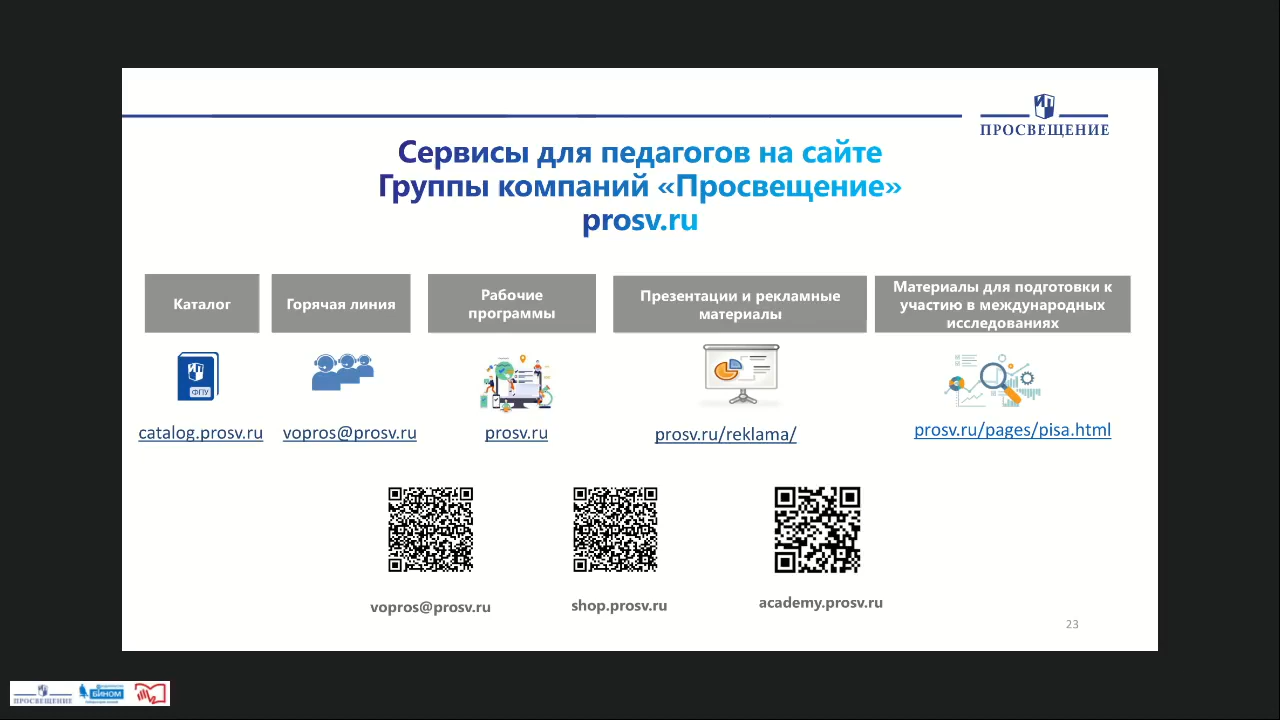 ПРОСВЕЩЕНИЕ
Сервисы для педагогов на сайте
Группы компаний «Просвещение»
prosv.ru
Каталог
Горячая линия
Рабочие
программы
Презентации и рекламные
материалы
Материалы для подготовки к
участию в международных
исследованиях
ФПУ
catalog.prosv.ru
vopros@prosv.ru
prosv.ru
prosv.ru/reklama/
prosv.ru/pages/pisa.html
vopros@prosv.ru
shop.prosv.ru
academy.prosv.ru
23
ПРОСВЕЩЕНИЕ
БИНОМ